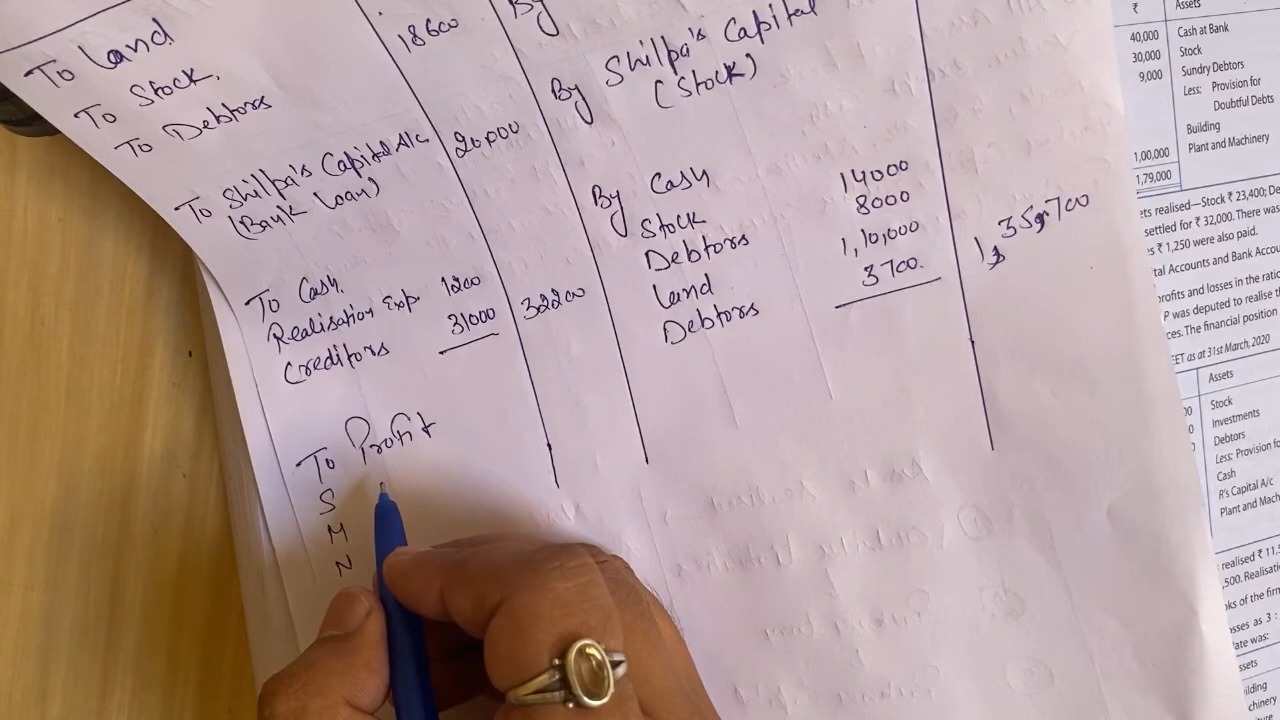 To Land
To Stock.
To Debtors
18600
To Shilpa's Capital A/c 20,000
(Bank Loan)
To Cash.
Realisation Exp. 1200
Creditors 31000 32200
To Profit
S
M
N
By
By Shilpa's Capital
(Stock)
By Cash
Stock 14000
Debtors 8000
Land 1,10,000
Debtors 3700. 1,35,700
₹ Assets
40,000 Cash at Bank
30,000 Stock
9,000 Sundry Debtors
Less: Provision for
Doubtful Debts
Building
1,00,000 Plant and Machinery
1,79,000
ets realised—Stock ₹ 23,400; De
settled for ₹ 32,000. There was
₹ 1,250 were also paid.
tal Accounts and Bank Accou
profits and losses in the ratio
P was deputed to realise th
ces. The financial position
EET as at 31st March, 2020
Assets
Stock
Investments
Debtors
Less: Provision fo
Cash
R's Capital A/c
Plant and Mach
realised ₹ 11,5
,500. Realisati
ks of the firm
sses as 3 :
ate was:
ssets
ilding
chinery